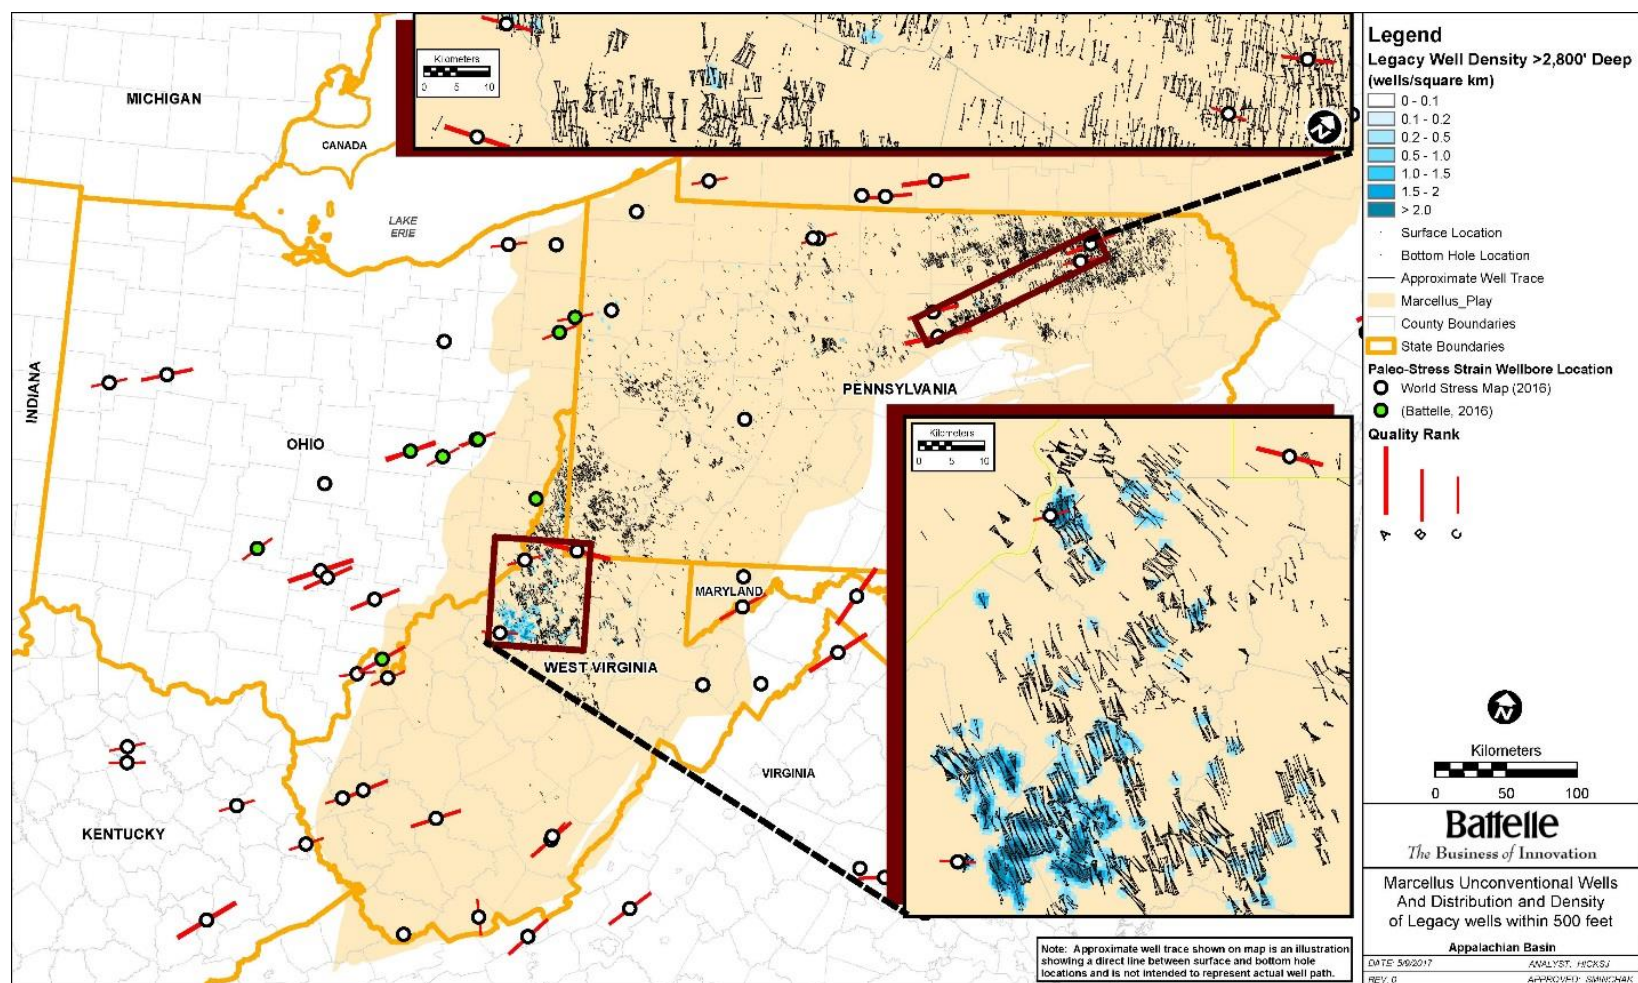 MICHIGAN
CANADA
LAKE
ERIE
INDIANA
OHIO
PENNSYLVANIA
MARYLAND
WEST VIRGINIA
VIRGINIA
KENTUCKY
Kilometers
0 5 10
N
Kilometers
0 5 10
Note: Approximate well trace shown on map is an illustration
showing a direct line between surface and bottom hole
locations and is not intended to represent actual well path.
Legend
Legacy Well Density >2,800' Deep
(wells/square km)
0 - 0.1
0.1 - 0.2
0.2 - 0.5
0.5 - 1.0
1.0 - 1.5
1.5 - 2
> 2.0
Surface Location
Bottom Hole Location
Approximate Well Trace
Marcellus_Play
County Boundaries
State Boundaries
Paleo-Stress Strain Wellbore Location
World Stress Map (2016)
(Battelle, 2016)
Quality Rank
A B C
N
Kilometers
0 50 100
Battelle
The Business of Innovation
Marcellus Unconventional Wells
And Distribution and Density
of Legacy wells within 500 feet
Appalachian Basin
DATE: 5/9/2017 ANALYST: HICKSJ
REV. 0 APPROVED: SMINCHAK